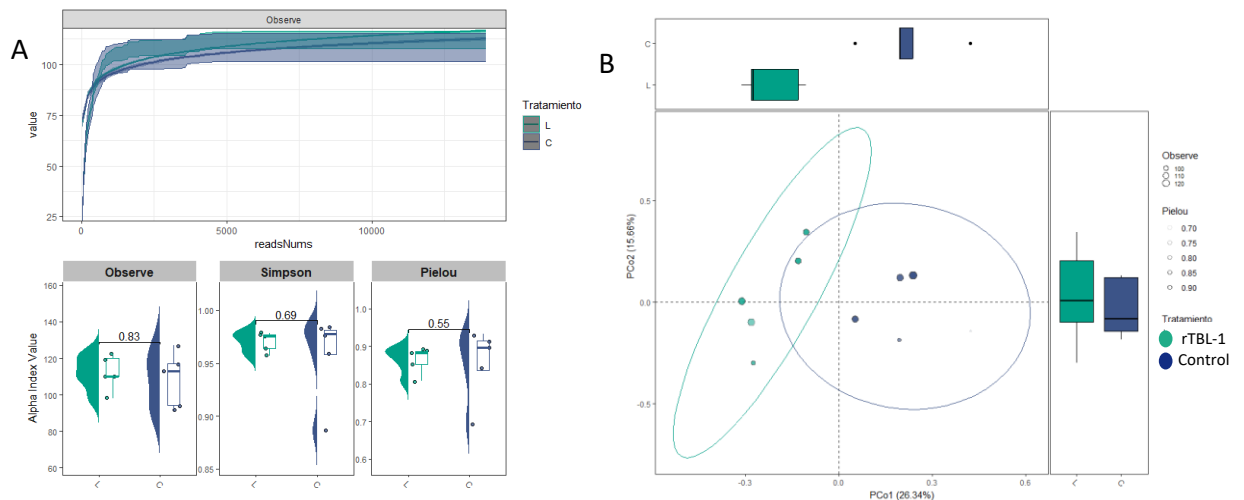 A
Observe
value
100
75
50
25
0
5000
10000
readsNums
Tratamiento
L
C
Observe
Simpson
Pielou
Alpha Index Value
160
140
120
100
80
60
0.83
L
C
1.00
0.95
0.90
0.85
0.69
L
C
1.0
0.9
0.8
0.7
0.6
0.55
L
C
B
C
L
PCo2 (15.66%)
0.5
0.0
-0.5
-0.3
0.0
0.3
0.6
PCo1 (26.34%)
L
C
Observe
100
110
120
Pielou
0.70
0.75
0.80
0.85
0.90
Tratamiento
rTBL-1
Control